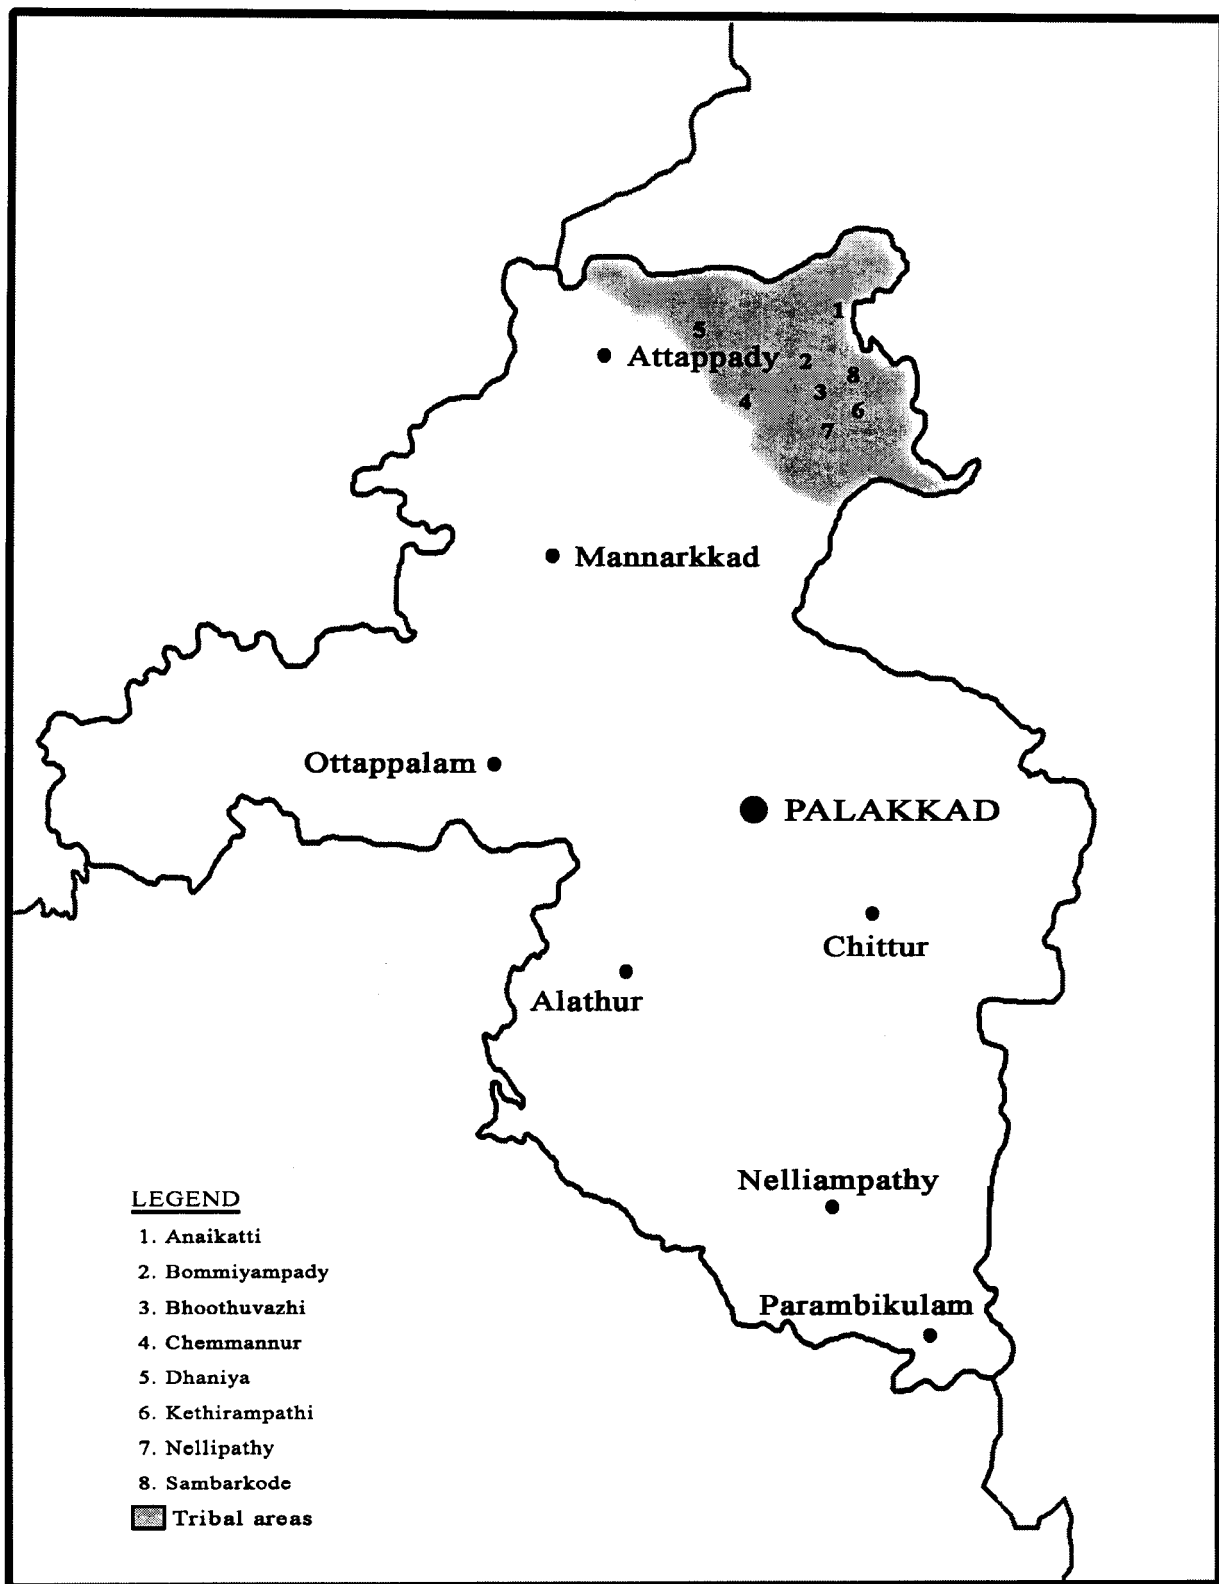 1
5
Attappady
2
8
3
4
6
7
Mannarkkad
Ottappalam
PALAKKAD
Chittur
Alathur
Nelliampathy
Parambikulam
LEGEND
1. Anaikatti
2. Bommiyampady
3. Bhoothuvazhi
4. Chemmannur
5. Dhaniya
6. Kethirampathi
7. Nellipathy
8. Sambarkode
Tribal areas